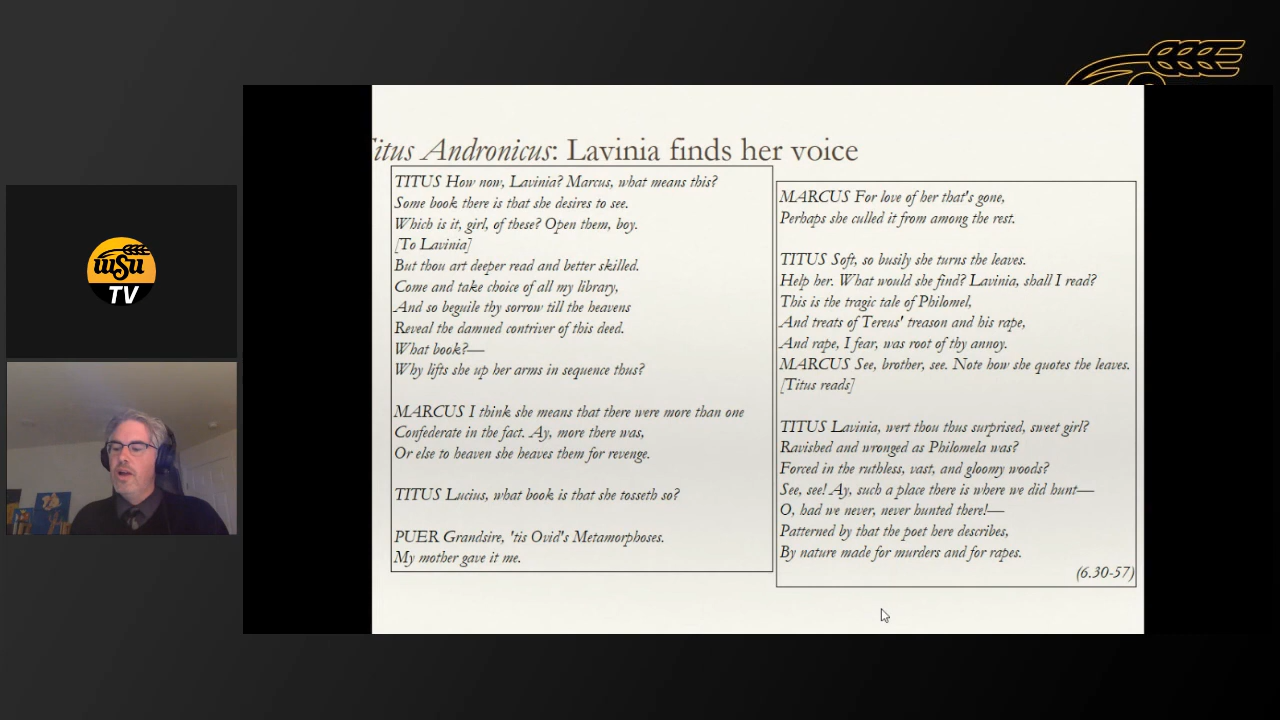 Titus Andronicus: Lavinia finds her voice
TITUS How now, Lavinia? Marcus, what means this?
Some book there is that she desires to see.
Which is it, girl, of these? Open them, boy.
[To Lavinia]
But thou art deeper read and better skilled.
Come and take choice of all my library,
And so beguile thy sorrow till the heavens
Reveal the damned contriver of this deed.
What book?—
Why lifts she up her arms in sequence thus?
MARCUS I think she means that there were more than one
Confederate in the fact. Ay, more there was,
Or else to heaven she heaves them for revenge.
TITUS Lucius, what book is that she tosseth so?
PUER Grandsire, 'tis Ovid's Metamorphoses.
My mother gave it me.
MARCUS For love of her that's gone,
Perhaps she culled it from among the rest.
TITUS Soft, so busily she turns the leaves.
Help her. What would she find? Lavinia, shall I read?
This is the tragic tale of Philomel,
And treats of Tereus' treason and his rape,
And rape, I fear, was root of thy annoy.
MARCUS See, brother, see. Note how she quotes the leaves.
[Titus reads]
TITUS Lavinia, wert thou thus surprised, sweet girl?
Ravished and wronged as Philomela was?
Forced in the ruthless, vast, and gloomy woods?
See, see! Ay, such a place there is where we did hunt—
O, had we never, never hunted there!—
Patterned by that the poet here describes,
By nature made for murders and for rapes.
(6.30-57)
wsu
TV